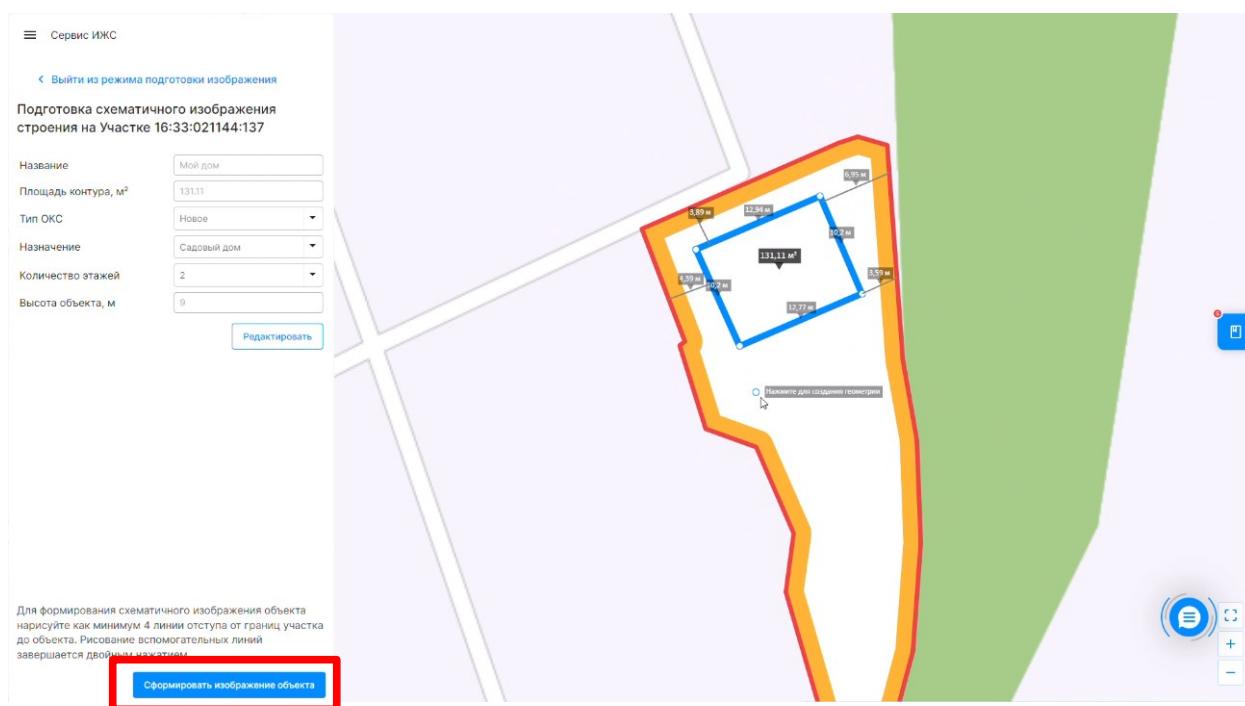 Сервис ИЖС
Выйти из режима подготовки изображения
Подготовка схематичного изображения
строения на Участке 16:33:021144:137
Название Мой дом
Площадь контура, м² 131.11
Тип ОКС Новое
Назначение Садовый дом
Количество этажей 2
Высота объекта, м 9
Редактировать
6,95 м
3,89 м
12,94 м
10,2 м
131,11 м²
3,59 м
4,39 м
10,2 м
12,77 м
Нажмите для создания геометрии
Для формирования схематичного изображения объекта
нарисуйте как минимум 4 линии отступа от границ участка
до объекта. Рисование вспомогательных линий
завершается двойным нажатием
Сформировать изображение объекта